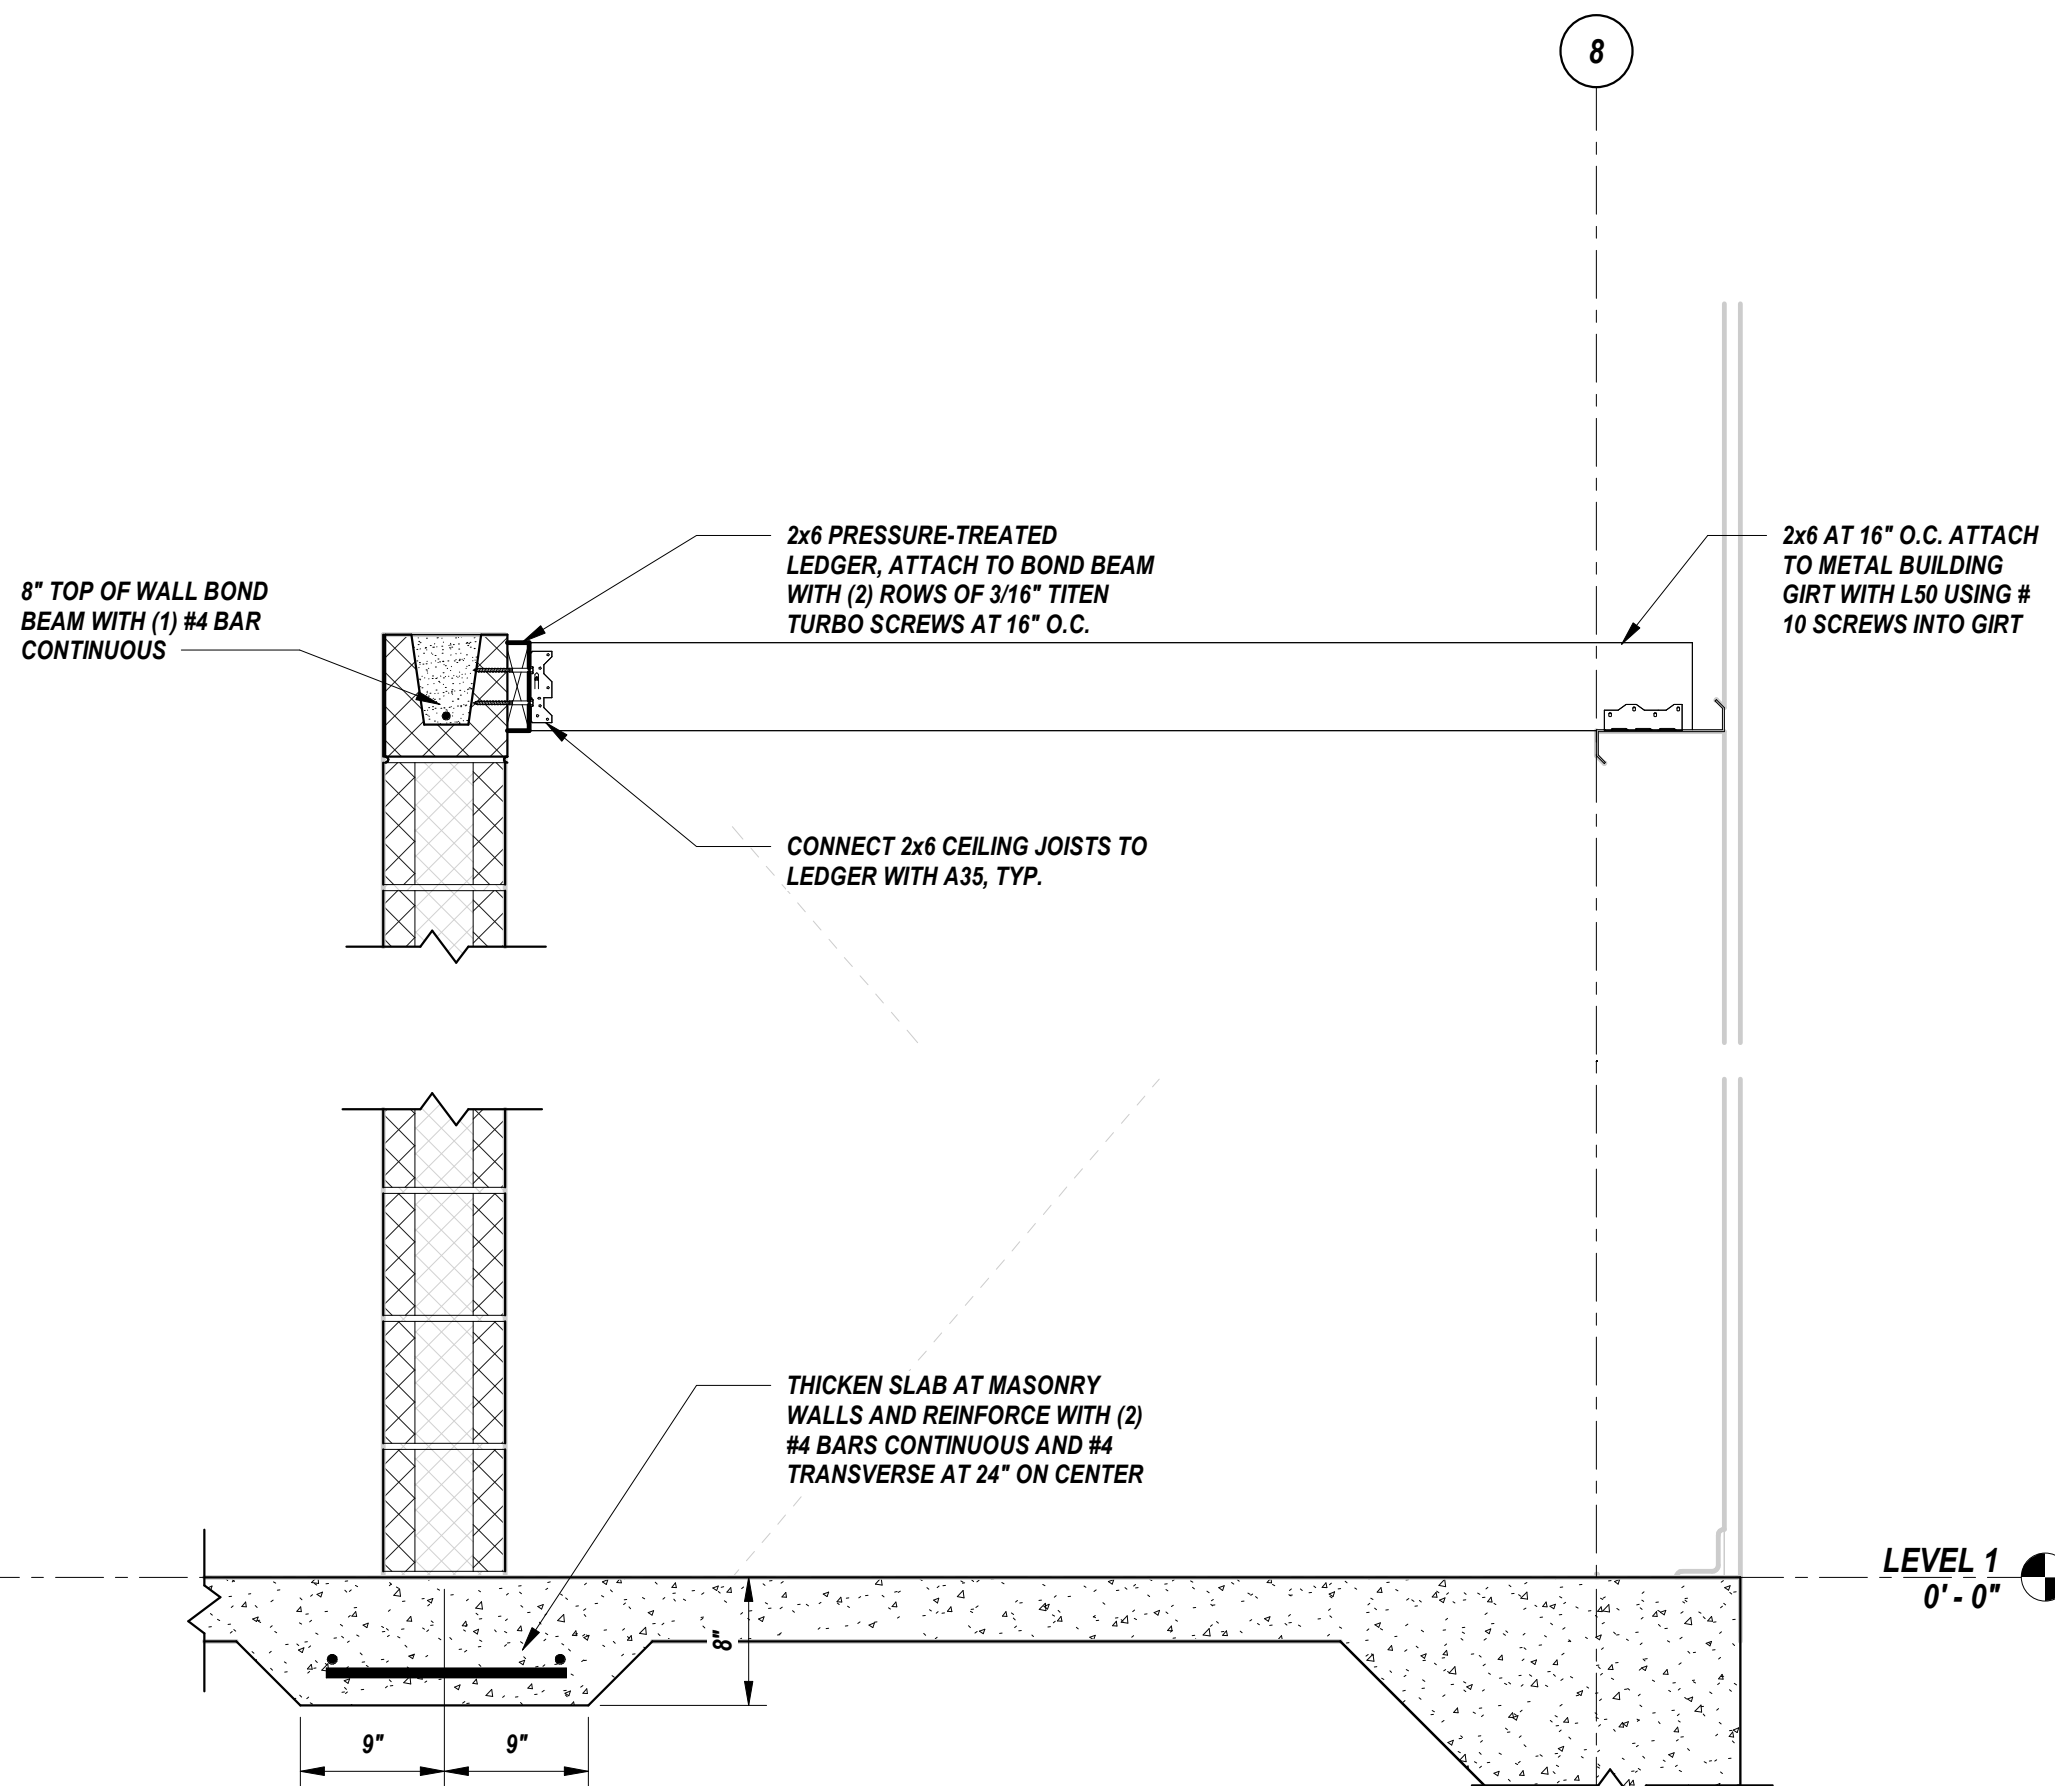 8
2x6 PRESSURE-TREATED
LEDGER, ATTACH TO BOND BEAM
WITH (2) ROWS OF 3/16" TITEN
TURBO SCREWS AT 16" O.C.
2x6 AT 16" O.C. ATTACH
TO METAL BUILDING
GIRT WITH L50 USING #
10 SCREWS INTO GIRT
8" TOP OF WALL BOND
BEAM WITH (1) #4 BAR
CONTINUOUS
CONNECT 2x6 CEILING JOISTS TO
LEDGER WITH A35, TYP.
THICKEN SLAB AT MASONRY
WALLS AND REINFORCE WITH (2)
#4 BARS CONTINUOUS AND #4
TRANSVERSE AT 24" ON CENTER
LEVEL 1
0' - 0"
8"
9"
9"